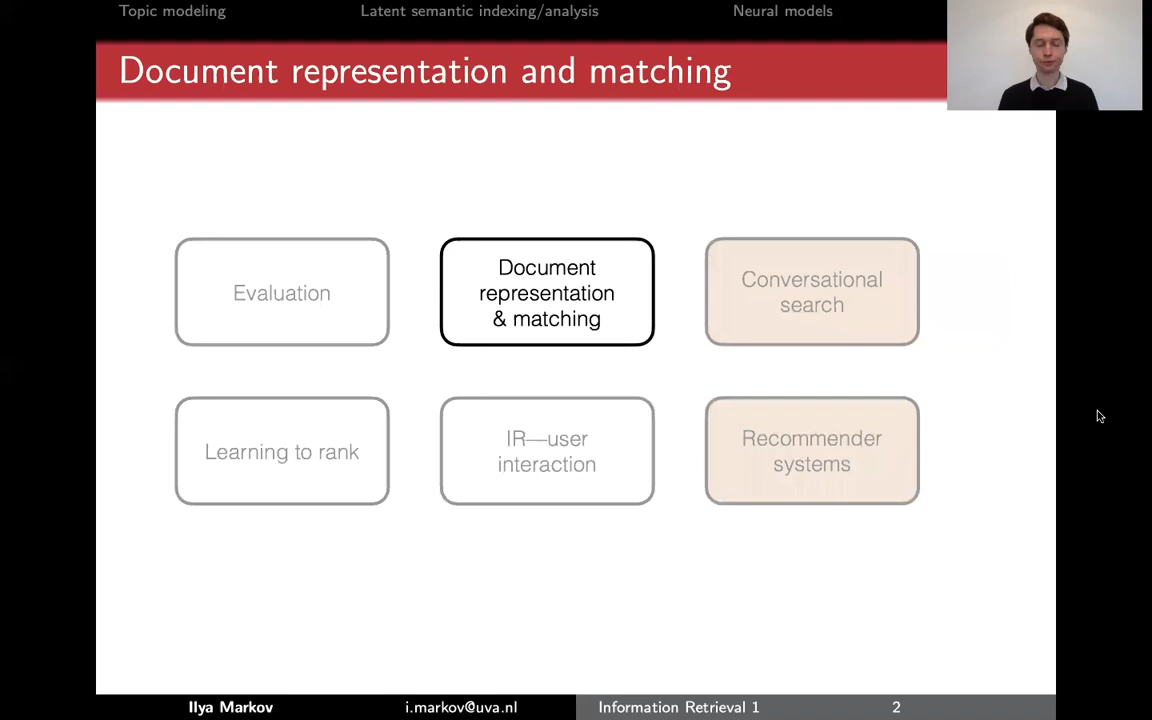 Topic modeling Latent semantic indexing/analysis Neural models
Document representation and matching
Evaluation
Document
representation
& matching
Conversational
search
Learning to rank
IR—user
interaction
Recommender
systems
Ilya Markov i.markov@uva.nl Information Retrieval 1 2